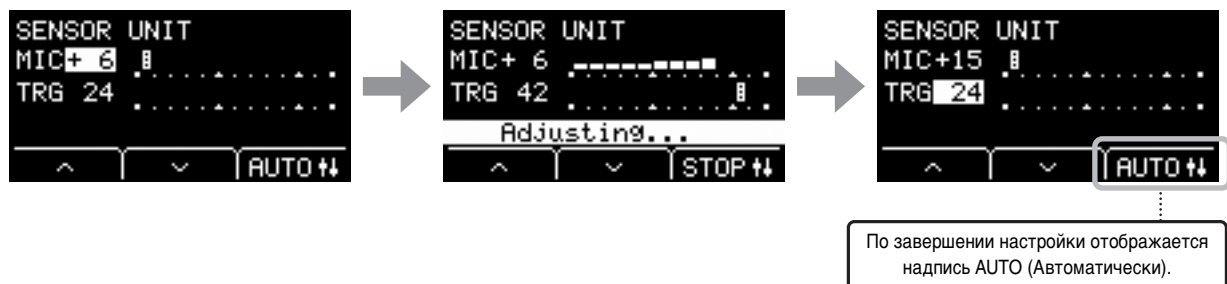 SENSOR UNIT
MIC+ 6
TRG 24
AUTO
SENSOR UNIT
MIC+ 6
TRG 42
Adjusting...
STOP
SENSOR UNIT
MIC+15
TRG 24
AUTO
По завершении настройки отображается
надпись AUTO (Автоматически).